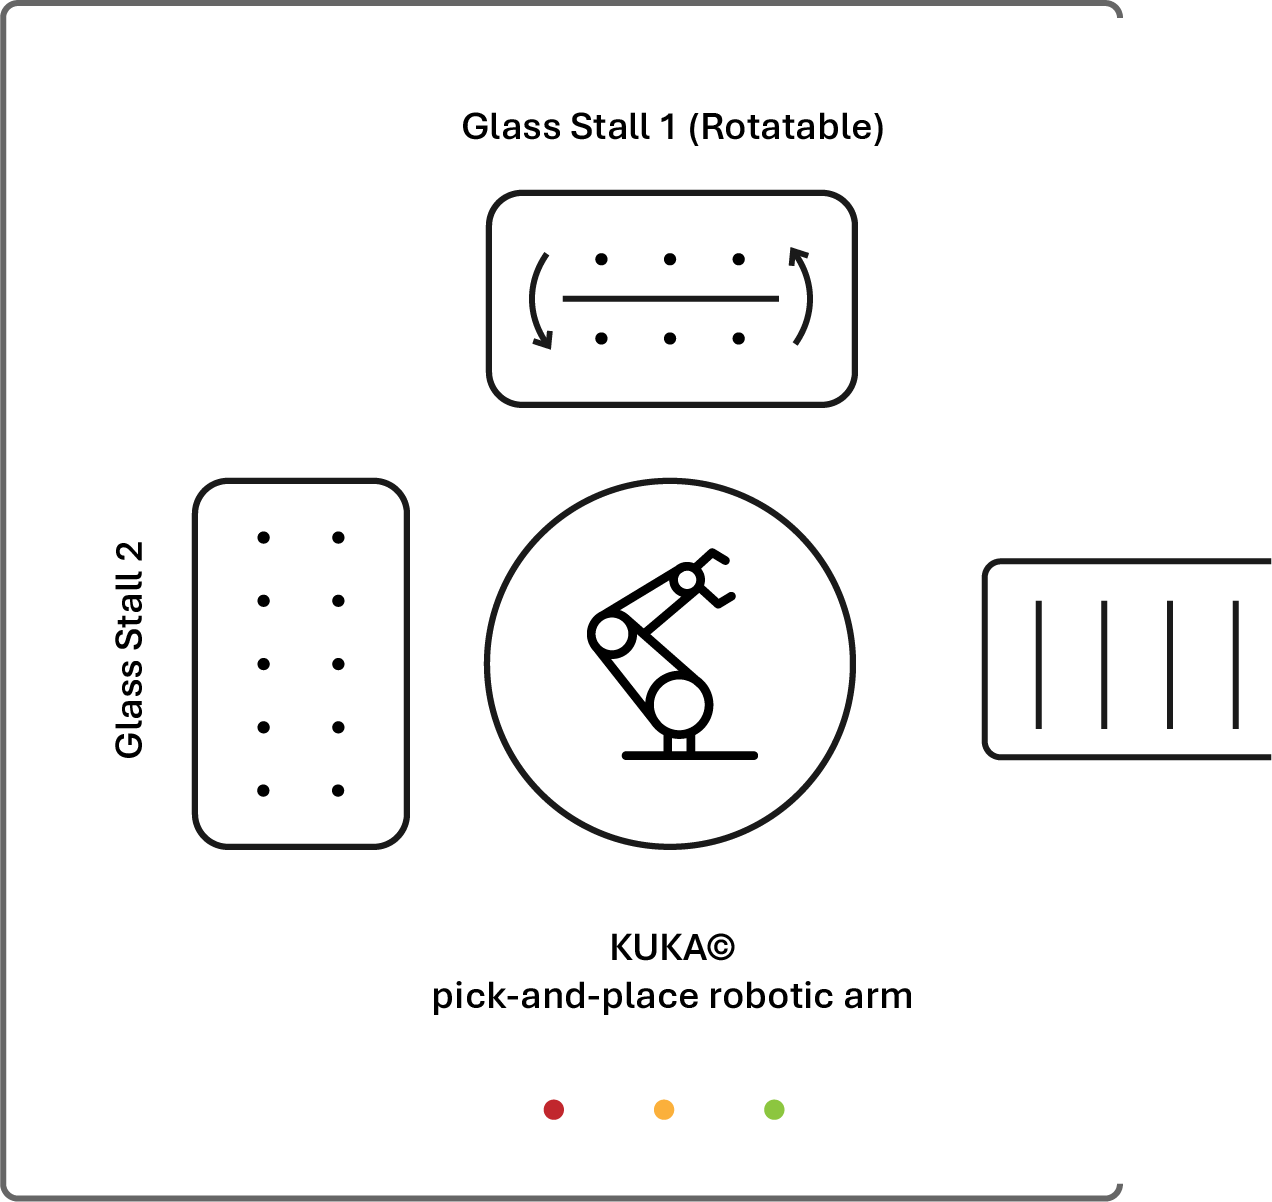 Glass Stall 1 (Rotatable)
Glass Stall 2
KUKA©
pick-and-place robotic arm